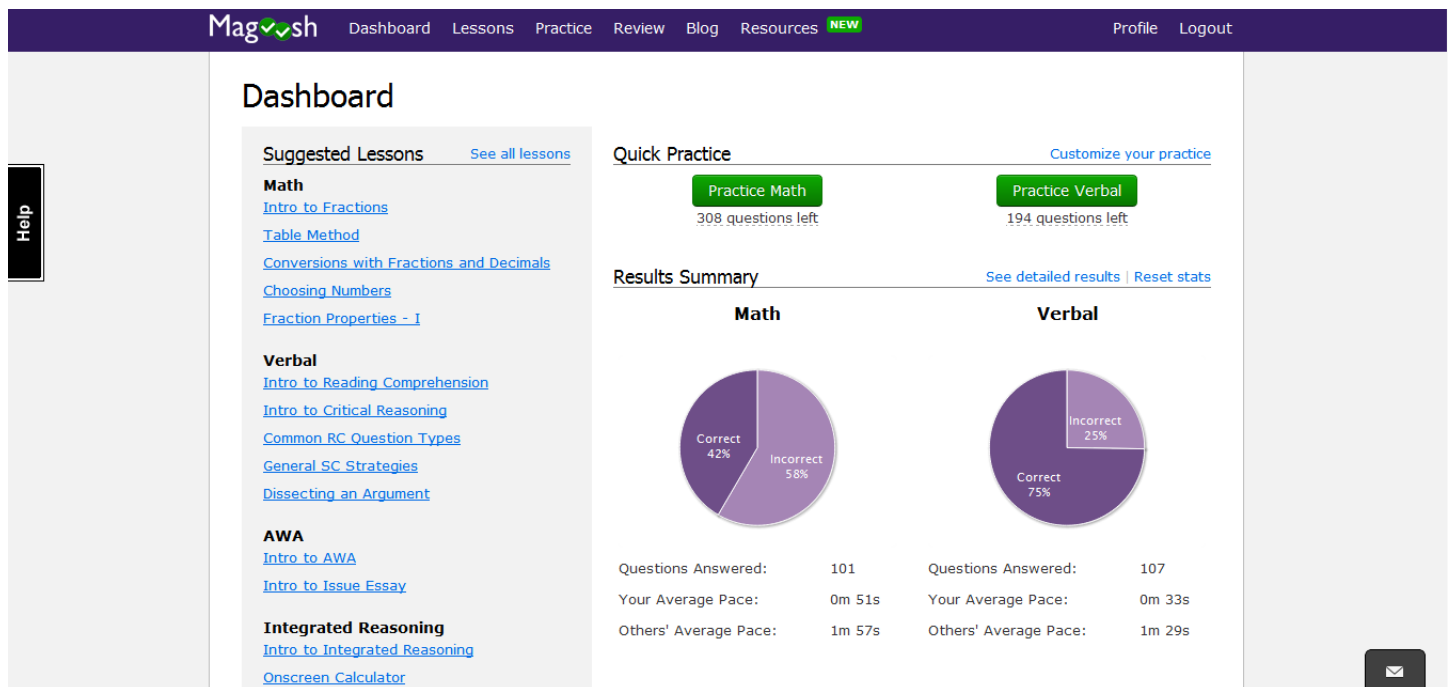 Magoosh Dashboard Lessons Practice Review Blog Resources NEW Profile Logout
Dashboard
Help
Suggested Lessons See all lessons
Math
Intro to Fractions
Table Method
Conversions with Fractions and Decimals
Choosing Numbers
Fraction Properties - I
Verbal
Intro to Reading Comprehension
Intro to Critical Reasoning
Common RC Question Types
General SC Strategies
Dissecting an Argument
AWA
Intro to AWA
Intro to Issue Essay
Integrated Reasoning
Intro to Integrated Reasoning
Onscreen Calculator
Quick Practice Customize your practice
Practice Math Practice Verbal
308 questions left 194 questions left
Results Summary See detailed results | Reset stats
Math Verbal
Correct
42%
Incorrect
58%
Incorrect
25%
Correct
75%
Questions Answered: 101 Questions Answered: 107
Your Average Pace: 0m 51s Your Average Pace: 0m 33s
Others' Average Pace: 1m 57s Others' Average Pace: 1m 29s